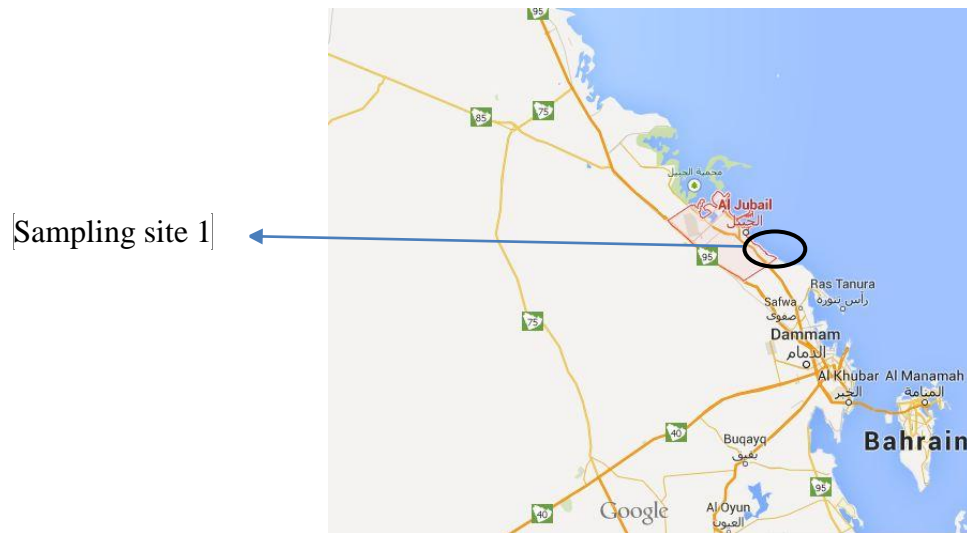 95
85
75
محمية الجبيل
Al Jubail
الجبيل
Sampling site 1
95
Ras Tanura
رأس تنورة
Safwa
صفوى
75
Dammam
الدمام
Al Khubar
الخبر
Al Manamah
المنامة
40
Buqayq
بقيق
Bahrain
95
40
Google
Al Oyun
العيون